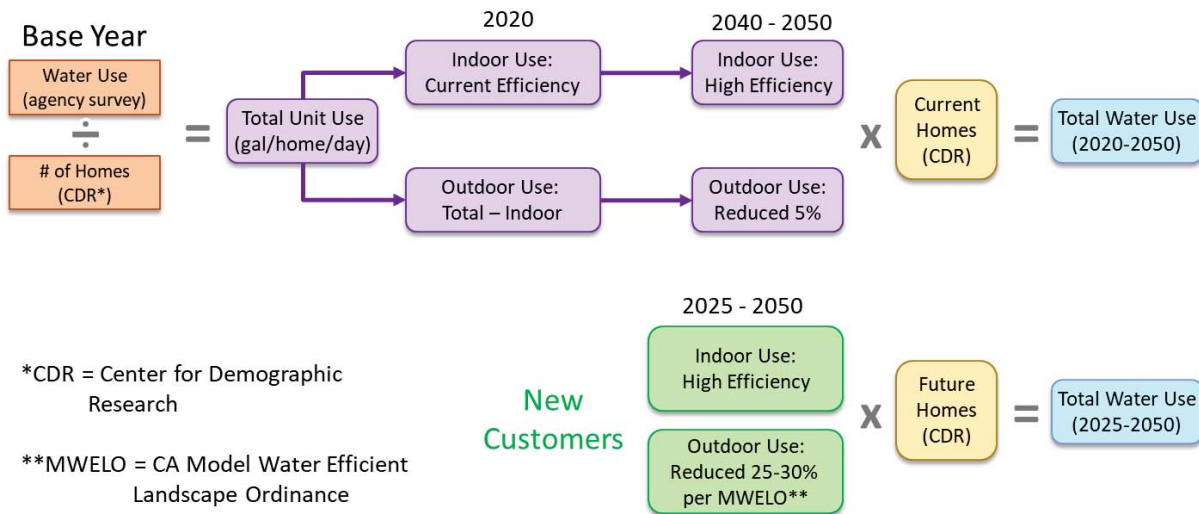 Base Year
Water Use
(agency survey)
÷
# of Homes
(CDR*)
=
Total Unit Use
(gal/home/day)
2020
Indoor Use:
Current Efficiency
Outdoor Use:
Total – Indoor
2040 - 2050
Indoor Use:
High Efficiency
Outdoor Use:
Reduced 5%
x
Current
Homes
(CDR)
=
Total Water Use
(2020-2050)
New
Customers
2025 - 2050
Indoor Use:
High Efficiency
Outdoor Use:
Reduced 25-30%
per MWELO**
x
Future
Homes
(CDR)
=
Total Water Use
(2025-2050)
*CDR = Center for Demographic
Research
**MWELO = CA Model Water Efficient
Landscape Ordinance